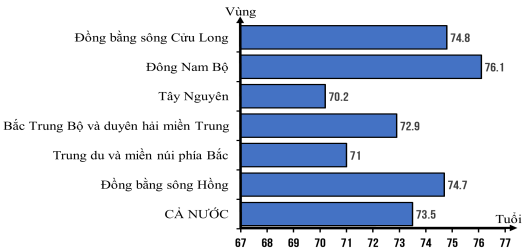 Vùng
Đồng bằng sông Cửu Long 74.8
Đông Nam Bộ 76.1
Tây Nguyên 70.2
Bắc Trung Bộ và duyên hải miền Trung 72.9
Trung du và miền núi phía Bắc 71
Đồng bằng sông Hồng 74.7
CẢ NƯỚC 73.5
Tuổi
67 69 70 71 72 73 74 75 76 77